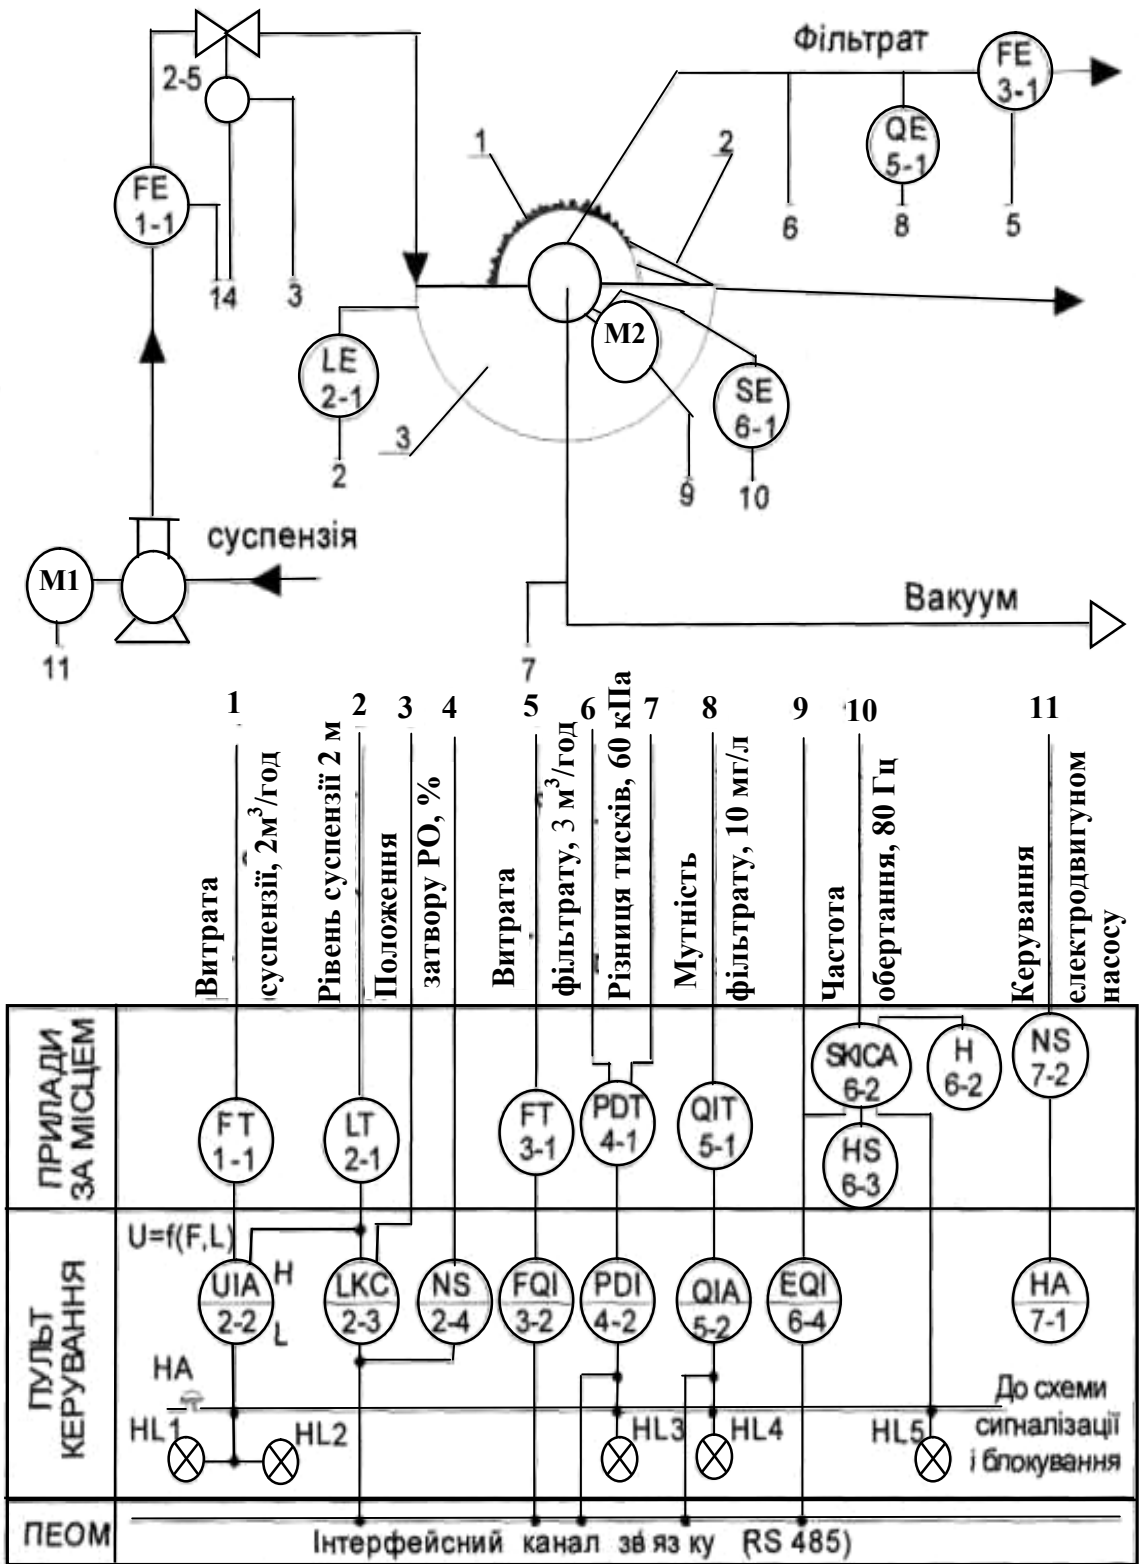 2-5
Фільтрат
FE
3-1
FE
1-1
QE
5-1
1
2
14
3
6
8
5
LE
2-1
M2
SE
6-1
3
2
9
10
суспензія
M1
Вакуум
11
7
1
2
3
4
5
6
7
8
9
10
11
Витрата
суспензії, 2м³/год
Рівень суспензії 2 м
Положення
затвору РО, %
Витрата
фільтрату, 3 м³/год
Різниця тисків, 60 кПа
Мутність
фільтрату, 10 мг/л
Частота
обертання, 80 Гц
Керування
електродвигуном
насосу
ПРИЛАДИ
ЗА МІСЦЕМ
FT
1-1
LT
2-1
FT
3-1
PDT
4-1
QIT
5-1
SKICA
6-2
H
6-2
HS
6-3
NS
7-2
ПУЛЬТ
КЕРУВАННЯ
U=f(F,L)
UIA
2-2
H
L
LKC
2-3
NS
2-4
FQI
3-2
PDI
4-2
QIA
5-2
EQI
6-4
HA
7-1
HA
HL1
HL2
HL3
HL4
HL5
До схеми
сигналізації
і блокування
ПЕОМ
Інтерфейсний канал зв'язку (RS 485)